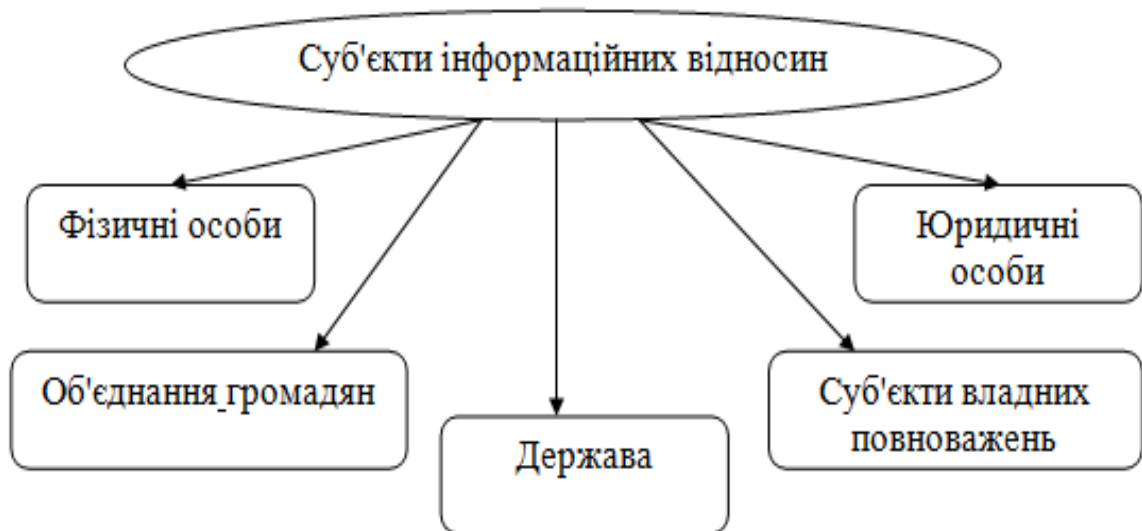 Суб'єкти інформаційних відносин
Фізичні особи
Юридичні
особи
Об'єднання громадян
Суб'єкти владних
повноважень
Держава